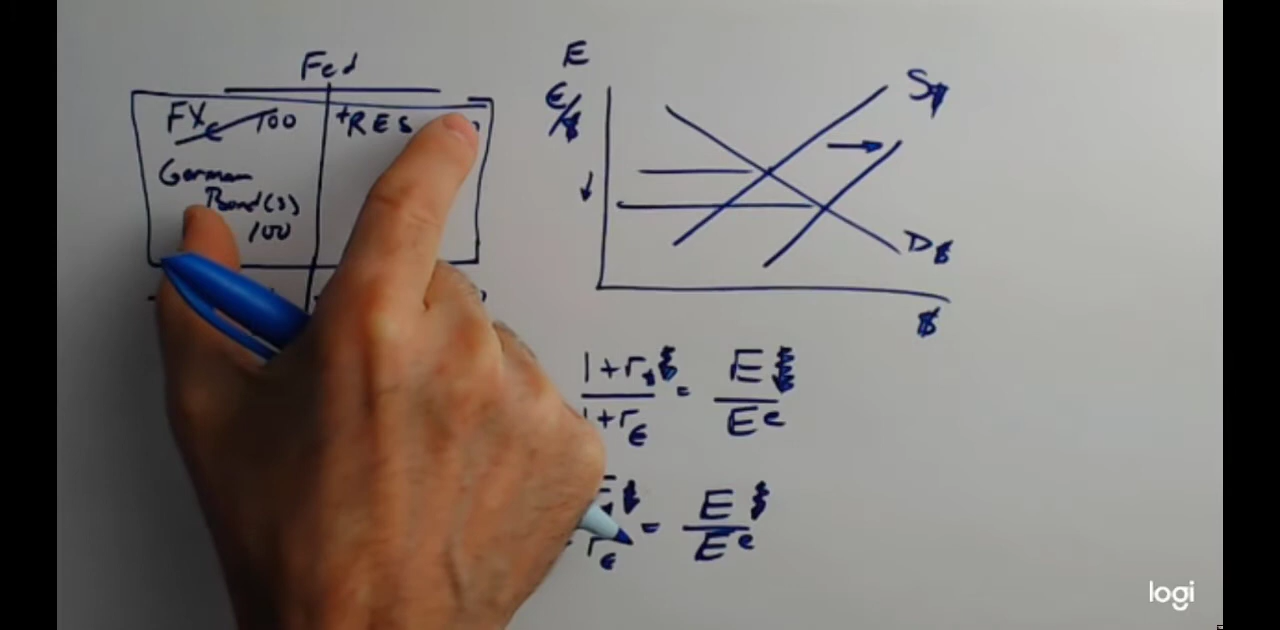 Fed
FX€ 100
+RES
German
Bond(s)
100
E
€/$
S$
D$
$
1+r$
=
E
1+r€
Eᵉ
=
E
r€
Eᵉ
logi